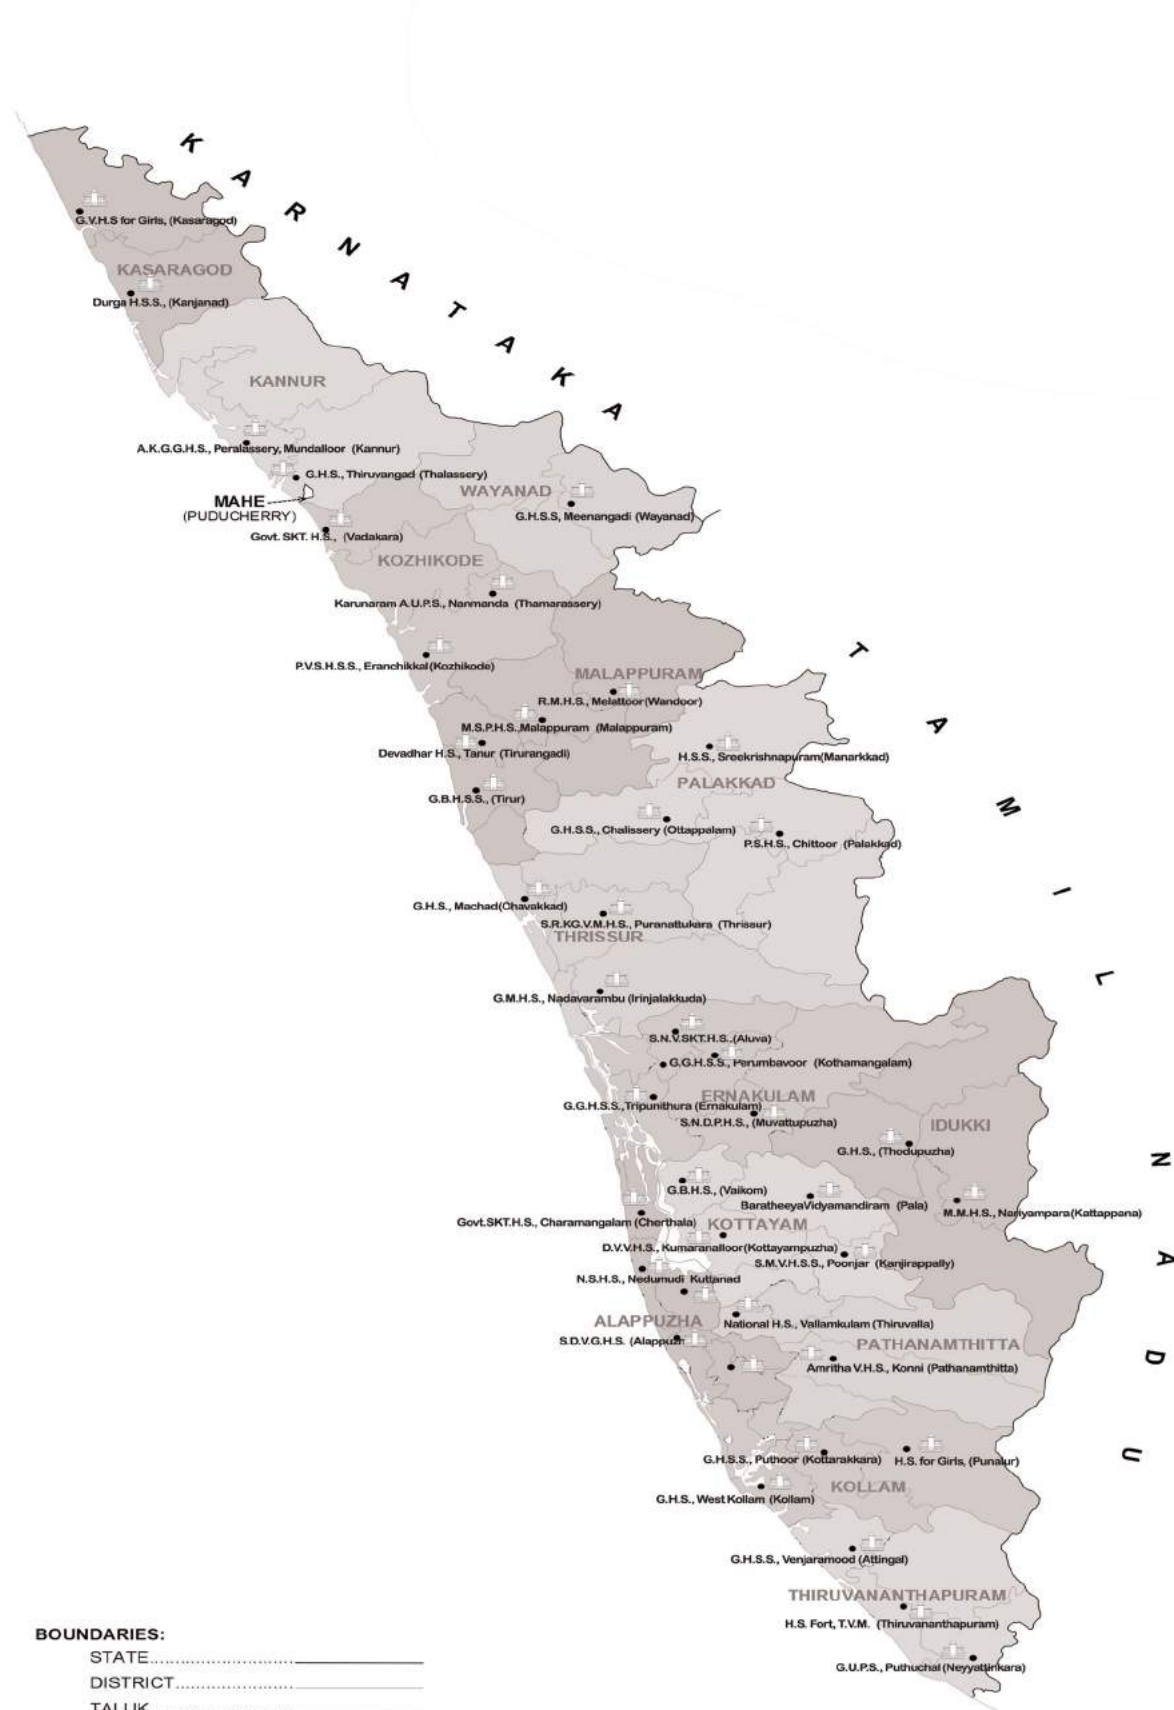 KARNATAKA
G.V.H.S for Girls, (Kasaragod)
KASARAGOD
Durga H.S.S., (Kanjanad)
KANNUR
A.K.G.G.H.S., Peralassery, Mundalloor (Kannur)
G.H.S., Thiruvangad (Thalassery)
WAYANAD
MAHE
(PUDUCHERRY)
G.H.S.S, Meenangadi (Wayanad)
Govt. SKT. H.S., (Vadakara)
KOZHIKODE
Karunaram A.U.P.S., Nanmanda (Thamarassery)
TAMIL NADU
P.V.S.H.S.S., Eranchikkal (Kozhikode)
MALAPPURAM
R.M.H.S., Melattoor (Wandoor)
M.S.P.H.S.,Malappuram (Malappuram)
Devadhar H.S., Tanur (Tirurangadi)
H.S.S., Sreekrishnapuram(Manarkkad)
PALAKKAD
G.B.H.S.S., (Tirur)
G.H.S.S., Chalissery (Ottappalam)
P.S.H.S., Chittoor (Palakkad)
G.H.S., Machad(Chavakkad)
S.R.KG.V.M.H.S., Puranattukara (Thrissur)
THRISSUR
G.M.H.S., Nadavarambu (Irinjalakkuda)
S.N.V.SKT.H.S.,(Aluva)
G.G.H.S.S., Perumbavoor (Kothamangalam)
ERNAKULAM
G.G.H.S.S.,Tripunithura (Ernakulam)
S.N.D.P.H.S., (Muvattupuzha)
IDUKKI
G.H.S., (Thodupuzha)
G.B.H.S., (Vaikom)
BaratheeyaVidyamandiram (Pala)
M.M.H.S., Nariyampara(Kattappana)
Govt.SKT.H.S., Charamangalam (Cherthala)
KOTTAYAM
D.V.V.H.S., Kumaranalloor(Kottayampuzha)
S.M.V.H.S.S., Poonjar (Kanjirappally)
N.S.H.S., Nedumudi Kuttanad
ALAPPUZHA
National H.S., Vallamkulam (Thiruvalla)
S.D.V.G.H.S. (Alappuzh
PATHANAMTHITTA
Amritha V.H.S., Konni (Pathanamthitta)
G.H.S.S., Puthoor (Kottarakkara)
H.S. for Girls, (Punalur)
KOLLAM
G.H.S., West Kollam (Kollam)
G.H.S.S., Venjaramood (Attingal)
THIRUVANANTHAPURAM
H.S. Fort, T.V.M. (Thiruvananthapuram)
G.U.P.S., Puthuchal (Neyyattinkara)
BOUNDARIES:
STATE
DISTRICT
TALUK